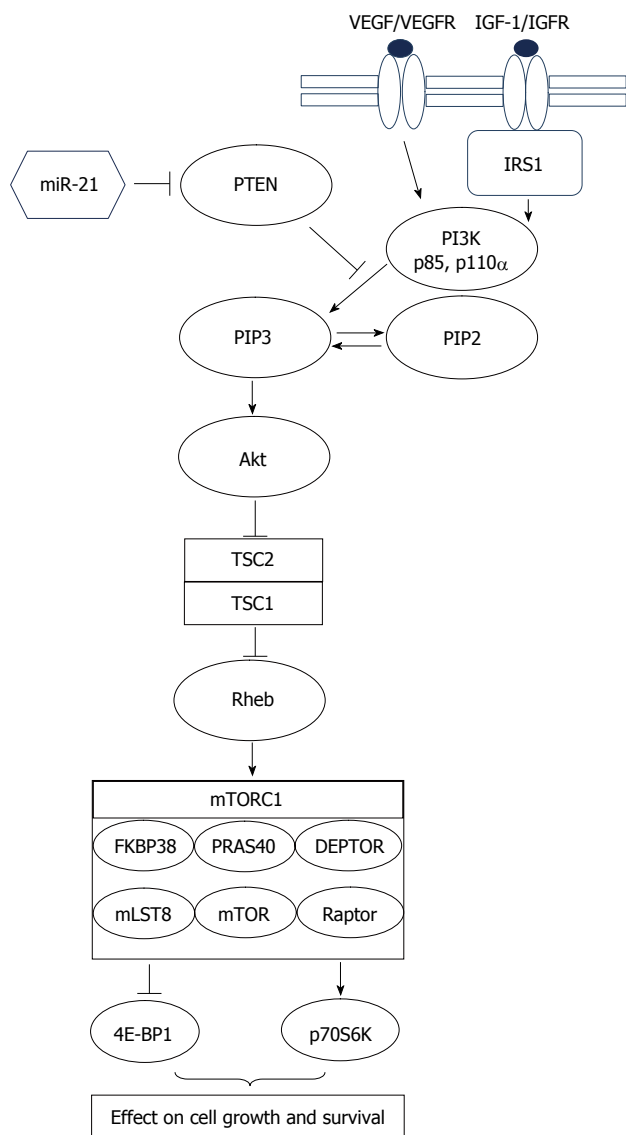 VEGF/VEGFR IGF-1/IGFR
IRS1
miR-21
PTEN
PI3K
p85, p110α
PIP3
PIP2
Akt
TSC2
TSC1
Rheb
mTORC1
FKBP38 PRAS40 DEPTOR
mLST8 mTOR Raptor
4E-BP1
p70S6K
Effect on cell growth and survival